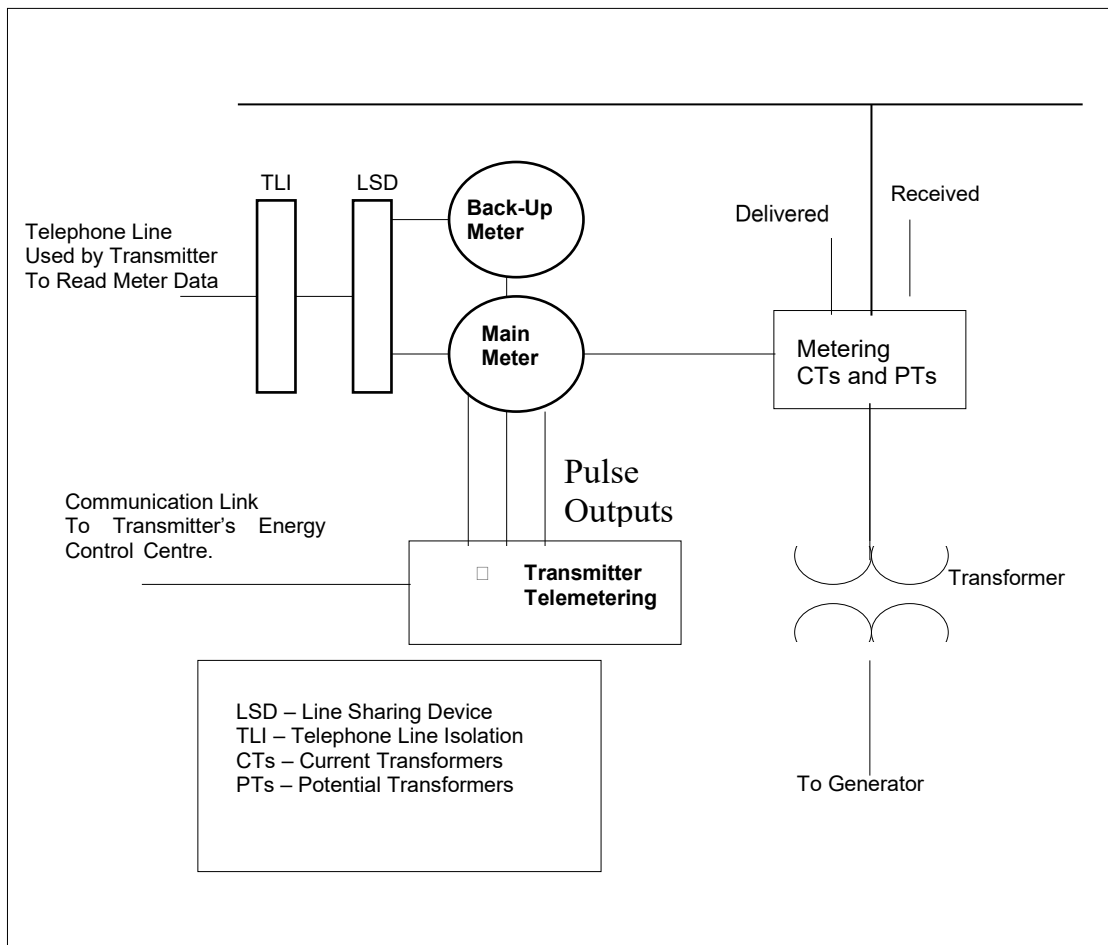 TLI
LSD
Back-Up
Meter
Received
Delivered
Telephone Line
Used by Transmitter
To Read Meter Data
Main
Meter
Metering
CTs and PTs
Pulse
Outputs
Communication Link
To Transmitter’s Energy
Control Centre.
Transmitter
Telemetering
Transformer
LSD – Line Sharing Device
TLI – Telephone Line Isolation
CTs – Current Transformers
PTs – Potential Transformers
To Generator